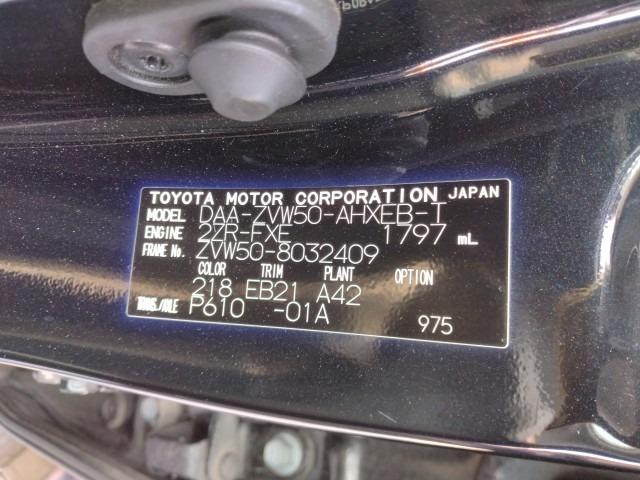 TOYOTA MOTOR CORPORATION JAPAN
MODEL DAA-ZVW50-AHXEB-T
ENGINE 2ZR-FXE 1797 mL
FRAME No. ZVW50-8032409
COLOR TRIM PLANT OPTION
218 EB21 A42
TRANS./AXLE P610 -01A
975